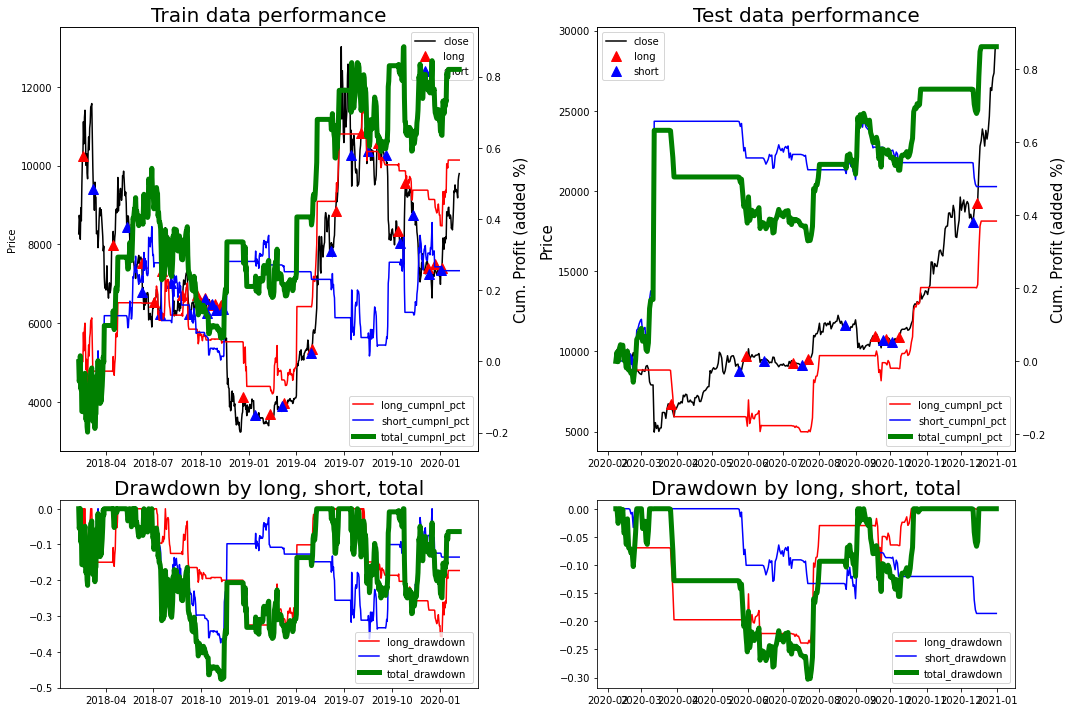 Train data performance
close
long
short
12000
10000
8000
6000
4000
Price
0.8
0.6
0.4
0.2
0.0
−0.2
Cum. Profit (added %)
long_cumpnl_pct
short_cumpnl_pct
total_cumpnl_pct
2018-04 2018-07 2018-10 2019-01 2019-04 2019-07 2019-10 2020-01
Test data performance
close
long
short
30000
25000
20000
15000
10000
5000
Price
0.8
0.6
0.4
0.2
0.0
−0.2
Cum. Profit (added %)
long_cumpnl_pct
short_cumpnl_pct
total_cumpnl_pct
2020-02 2020-03 2020-04 2020-05 2020-06 2020-07 2020-08 2020-09 2020-10 2020-11 2020-12 2021-01
Drawdown by long, short, total
0.0
−0.1
−0.2
−0.3
−0.4
−0.5
long_drawdown
short_drawdown
total_drawdown
2018-04 2018-07 2018-10 2019-01 2019-04 2019-07 2019-10 2020-01
Drawdown by long, short, total
0.00
−0.05
−0.10
−0.15
−0.20
−0.25
−0.30
long_drawdown
short_drawdown
total_drawdown
2020-02 2020-03 2020-04 2020-05 2020-06 2020-07 2020-08 2020-09 2020-10 2020-11 2020-12 2021-01